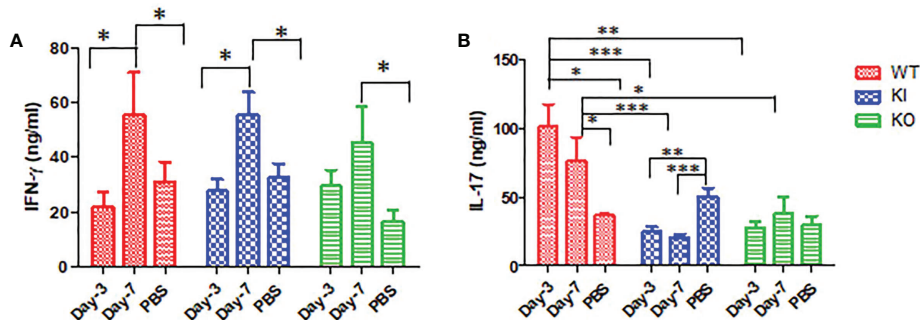 A
IFN-γ (ng/ml)
80
60
40
20
0
* * * * *
Day-3 Day-7 PBS Day-3 Day-7 PBS Day-3 Day-7 PBS
B
IL-17 (ng/ml)
150
100
50
0
**
***
*
*
***
*
**
***
Day-3 Day-7 PBS Day-3 Day-7 PBS Day-3 Day-7 PBS
WT
KI
KO